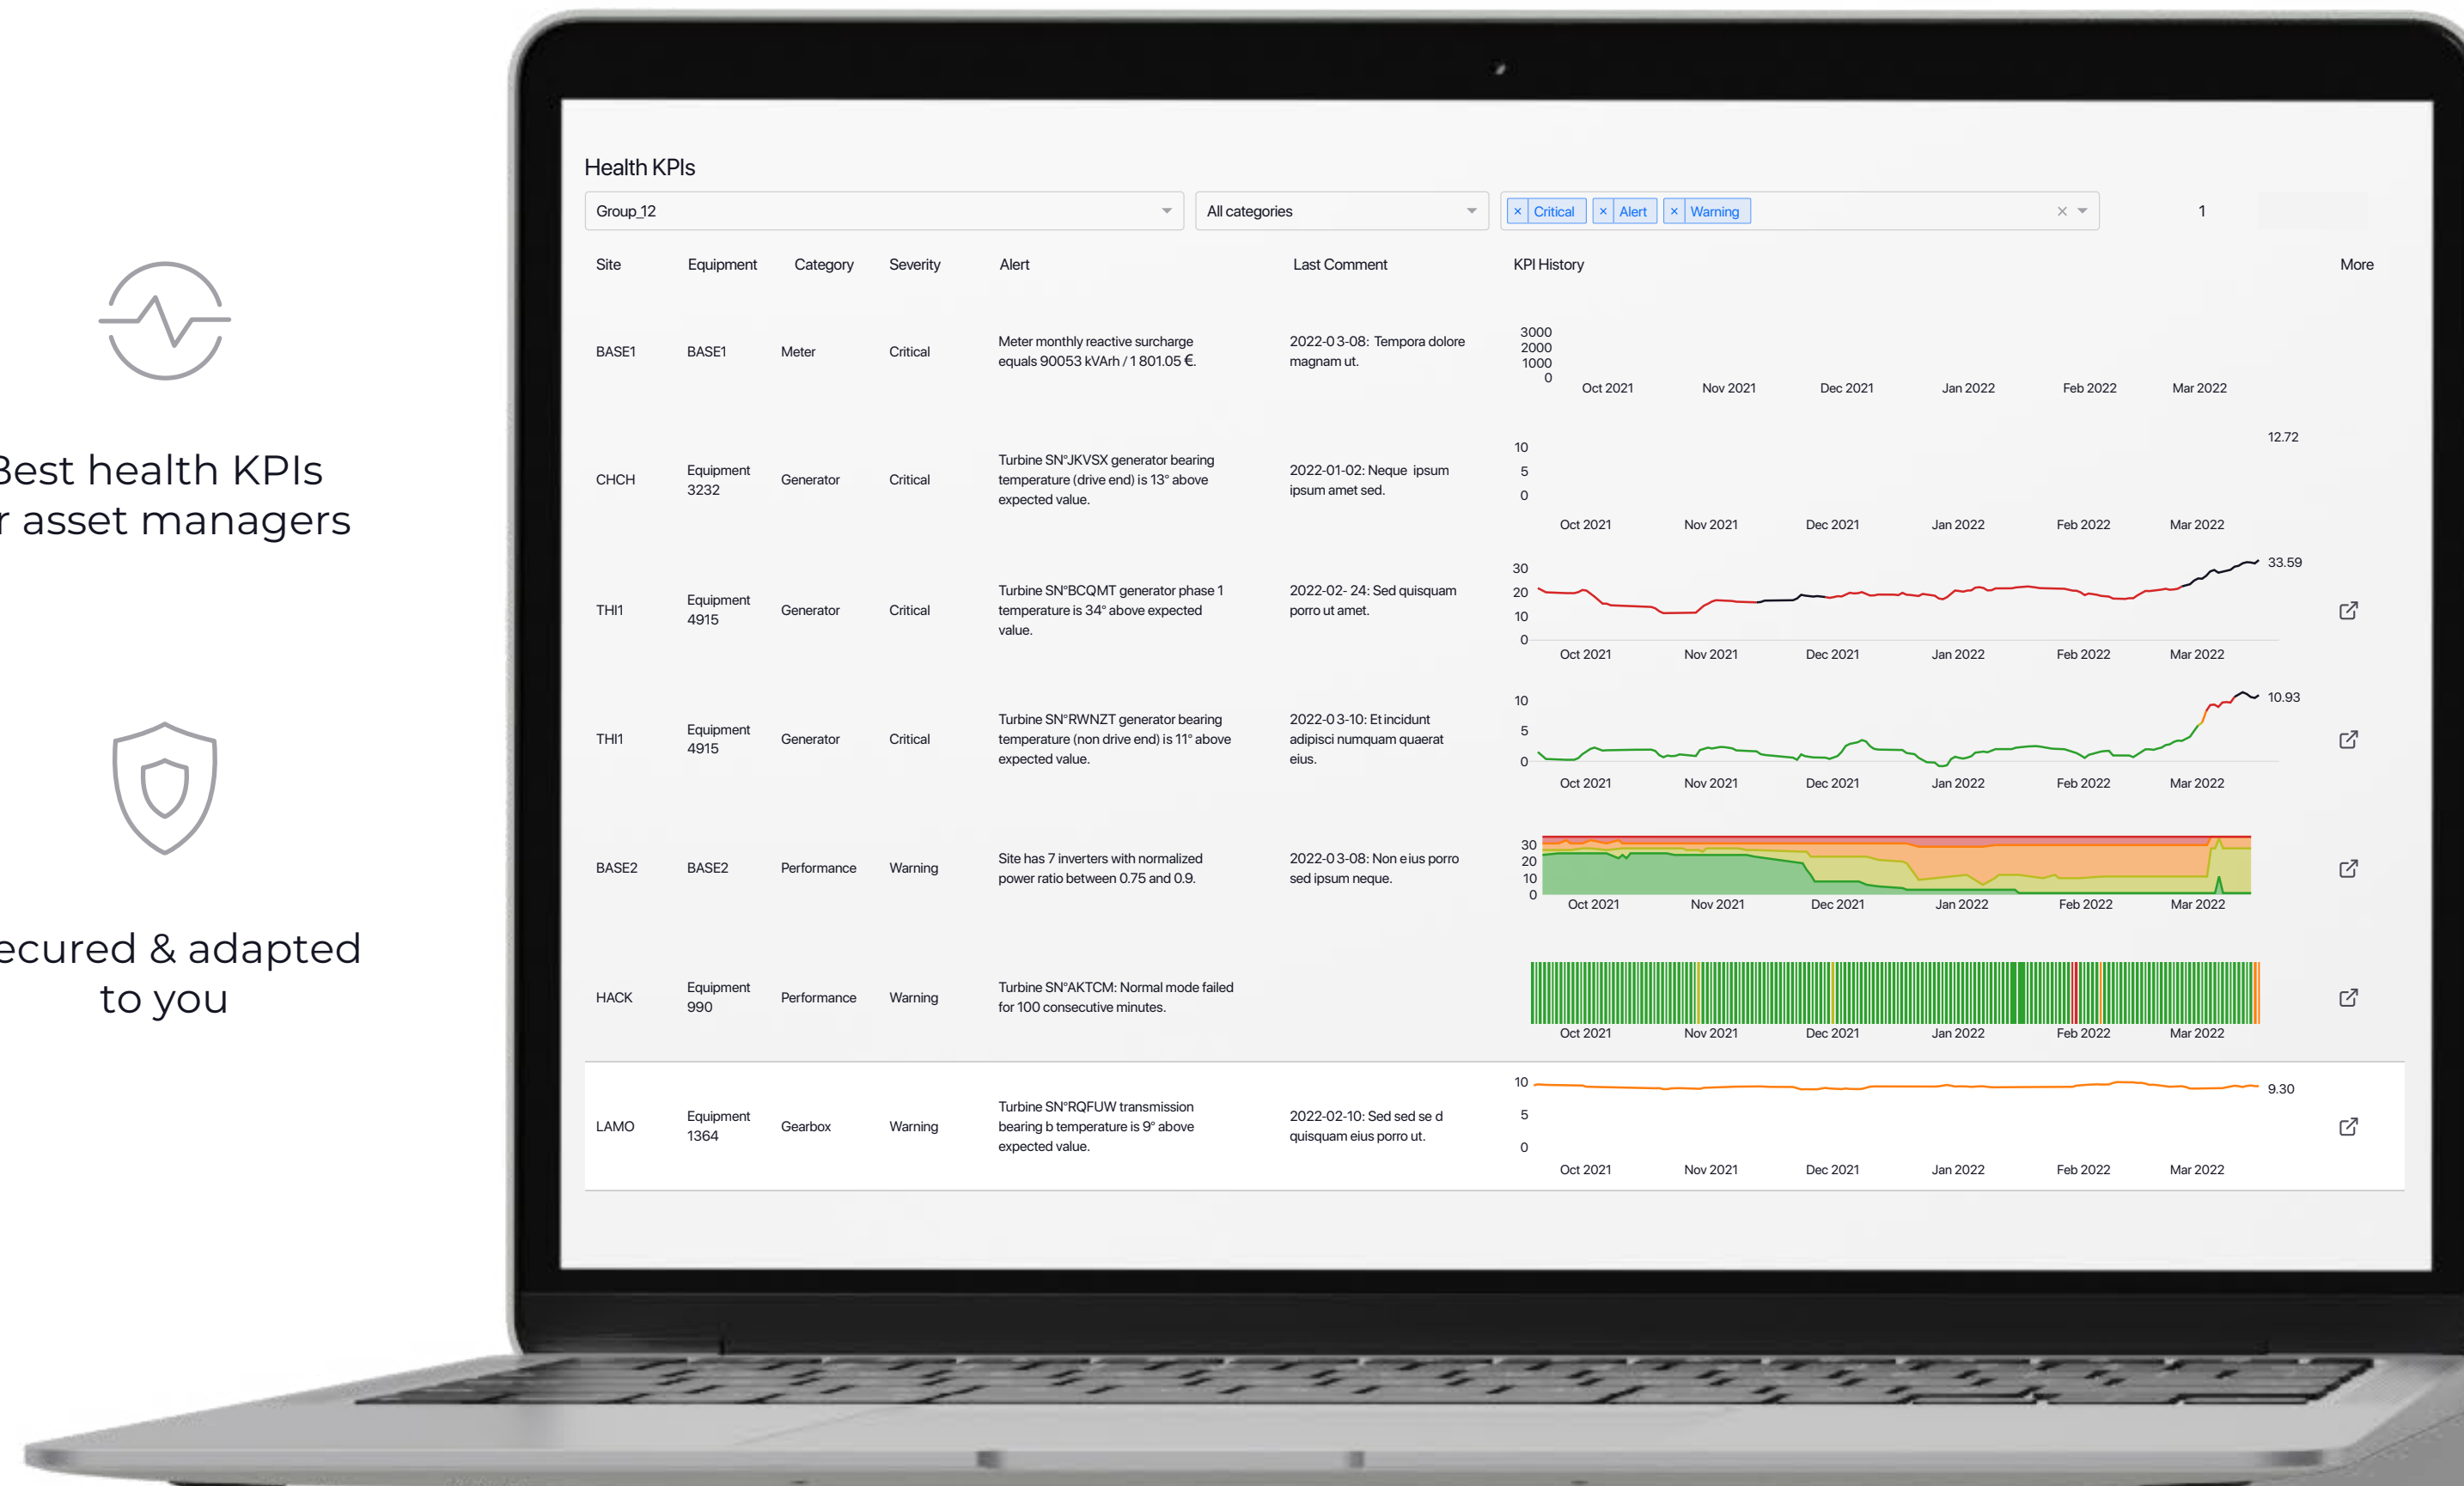 Best health KPIs
r asset managers
ecured & adapted
to you
Health KPIs
Group_12
All categories
× Critical × Alert × Warning ×
1
Site Equipment Category Severity Alert Last Comment KPI History More
BASE1 BASE1 Meter Critical
Meter monthly reactive surcharge
equals 90053 kVArh / 1 801.05 €.
2022-0 3-08: Tempora dolore
magnam ut.
3000
2000
1000
0
Oct 2021 Nov 2021 Dec 2021 Jan 2022 Feb 2022 Mar 2022
CHCH
Equipment
3232
Generator Critical
Turbine SN°JKVSX generator bearing
temperature (drive end) is 13° above
expected value.
2022-01-02: Neque ipsum
ipsum amet sed.
10
5
0
12.72
Oct 2021 Nov 2021 Dec 2021 Jan 2022 Feb 2022 Mar 2022
THI1
Equipment
4915
Generator Critical
Turbine SN°BCQMT generator phase 1
temperature is 34° above expected
value.
2022-02- 24: Sed quisquam
porro ut amet.
30
20
10
0
33.59
Oct 2021 Nov 2021 Dec 2021 Jan 2022 Feb 2022 Mar 2022
THI1
Equipment
4915
Generator Critical
Turbine SN°RWNZT generator bearing
temperature (non drive end) is 11° above
expected value.
2022-0 3-10: Et incidunt
adipisci numquam quaerat
eius.
10
5
0
10.93
Oct 2021 Nov 2021 Dec 2021 Jan 2022 Feb 2022 Mar 2022
BASE2 BASE2 Performance Warning
Site has 7 inverters with normalized
power ratio between 0.75 and 0.9.
2022-0 3-08: Non e ius porro
sed ipsum neque.
30
20
10
0
Oct 2021 Nov 2021 Dec 2021 Jan 2022 Feb 2022 Mar 2022
HACK
Equipment
990
Performance Warning
Turbine SN°AKTCM: Normal mode failed
for 100 consecutive minutes.
Oct 2021 Nov 2021 Dec 2021 Jan 2022 Feb 2022 Mar 2022
LAMO
Equipment
1364
Gearbox Warning
Turbine SN°RQFUW transmission
bearing b temperature is 9° above
expected value.
2022-02-10: Sed sed se d
quisquam eius porro ut.
10
5
0
9.30
Oct 2021 Nov 2021 Dec 2021 Jan 2022 Feb 2022 Mar 2022